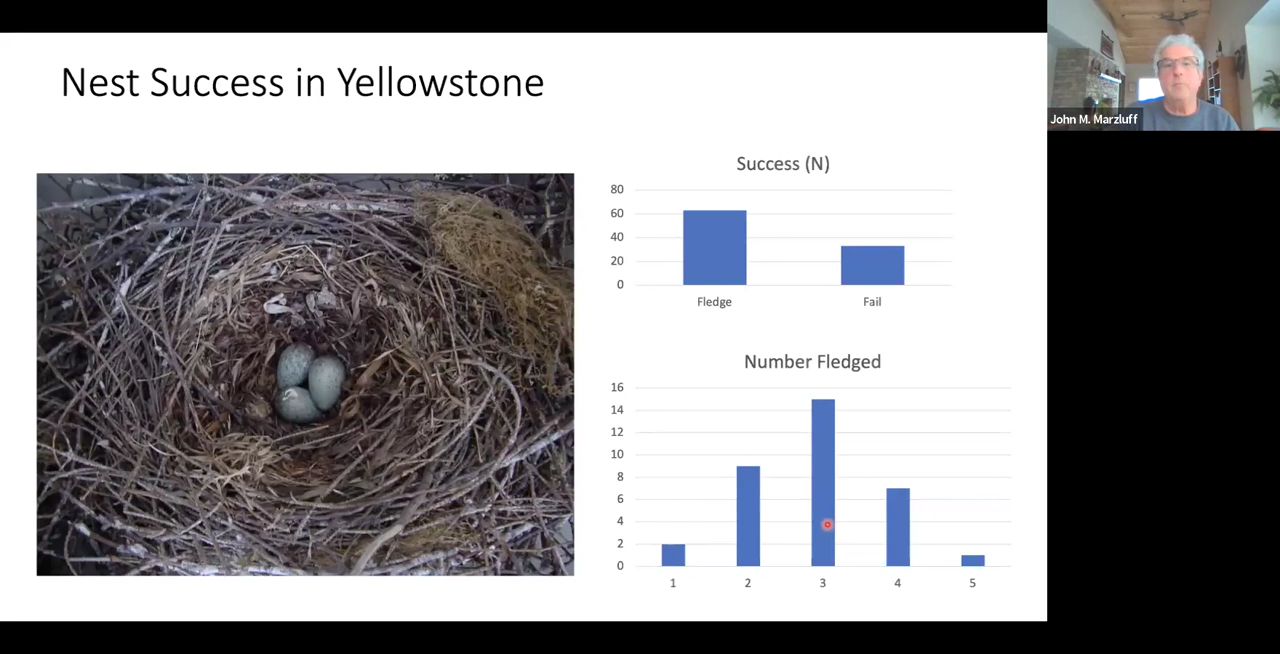 Nest Success in Yellowstone
John M. Marzluff
Success (N)
80
60
40
20
0
Fledge Fail
Number Fledged
16
14
12
10
8
6
4
2
0
1 2 3 4 5